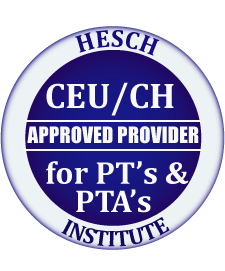 HESCH
CEU/CH
APPROVED PROVIDER
for PT's &
PTA's
INSTITUTE